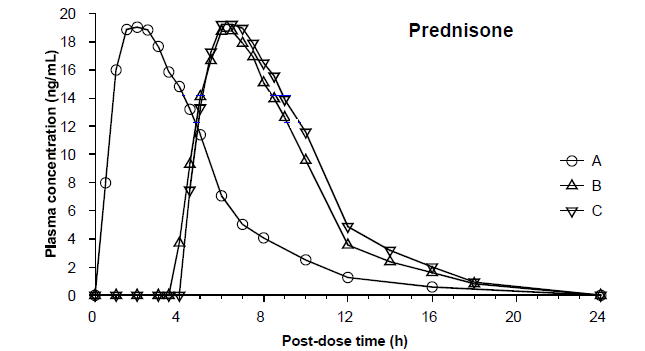 Prednisone
Plasma concentration (ng/mL)
20
18
16
14
12
10
8
6
4
2
0
A
B
C
0 4 8 12 16 20 24
Post-dose time (h)